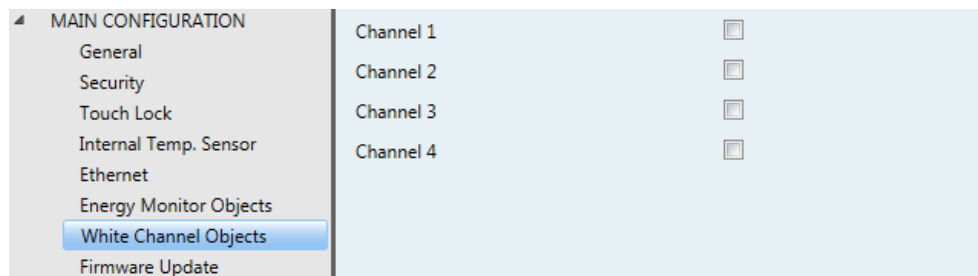 MAIN CONFIGURATION
General
Security
Touch Lock
Internal Temp. Sensor
Ethernet
Energy Monitor Objects
White Channel Objects
Firmware Update
Channel 1
Channel 2
Channel 3
Channel 4